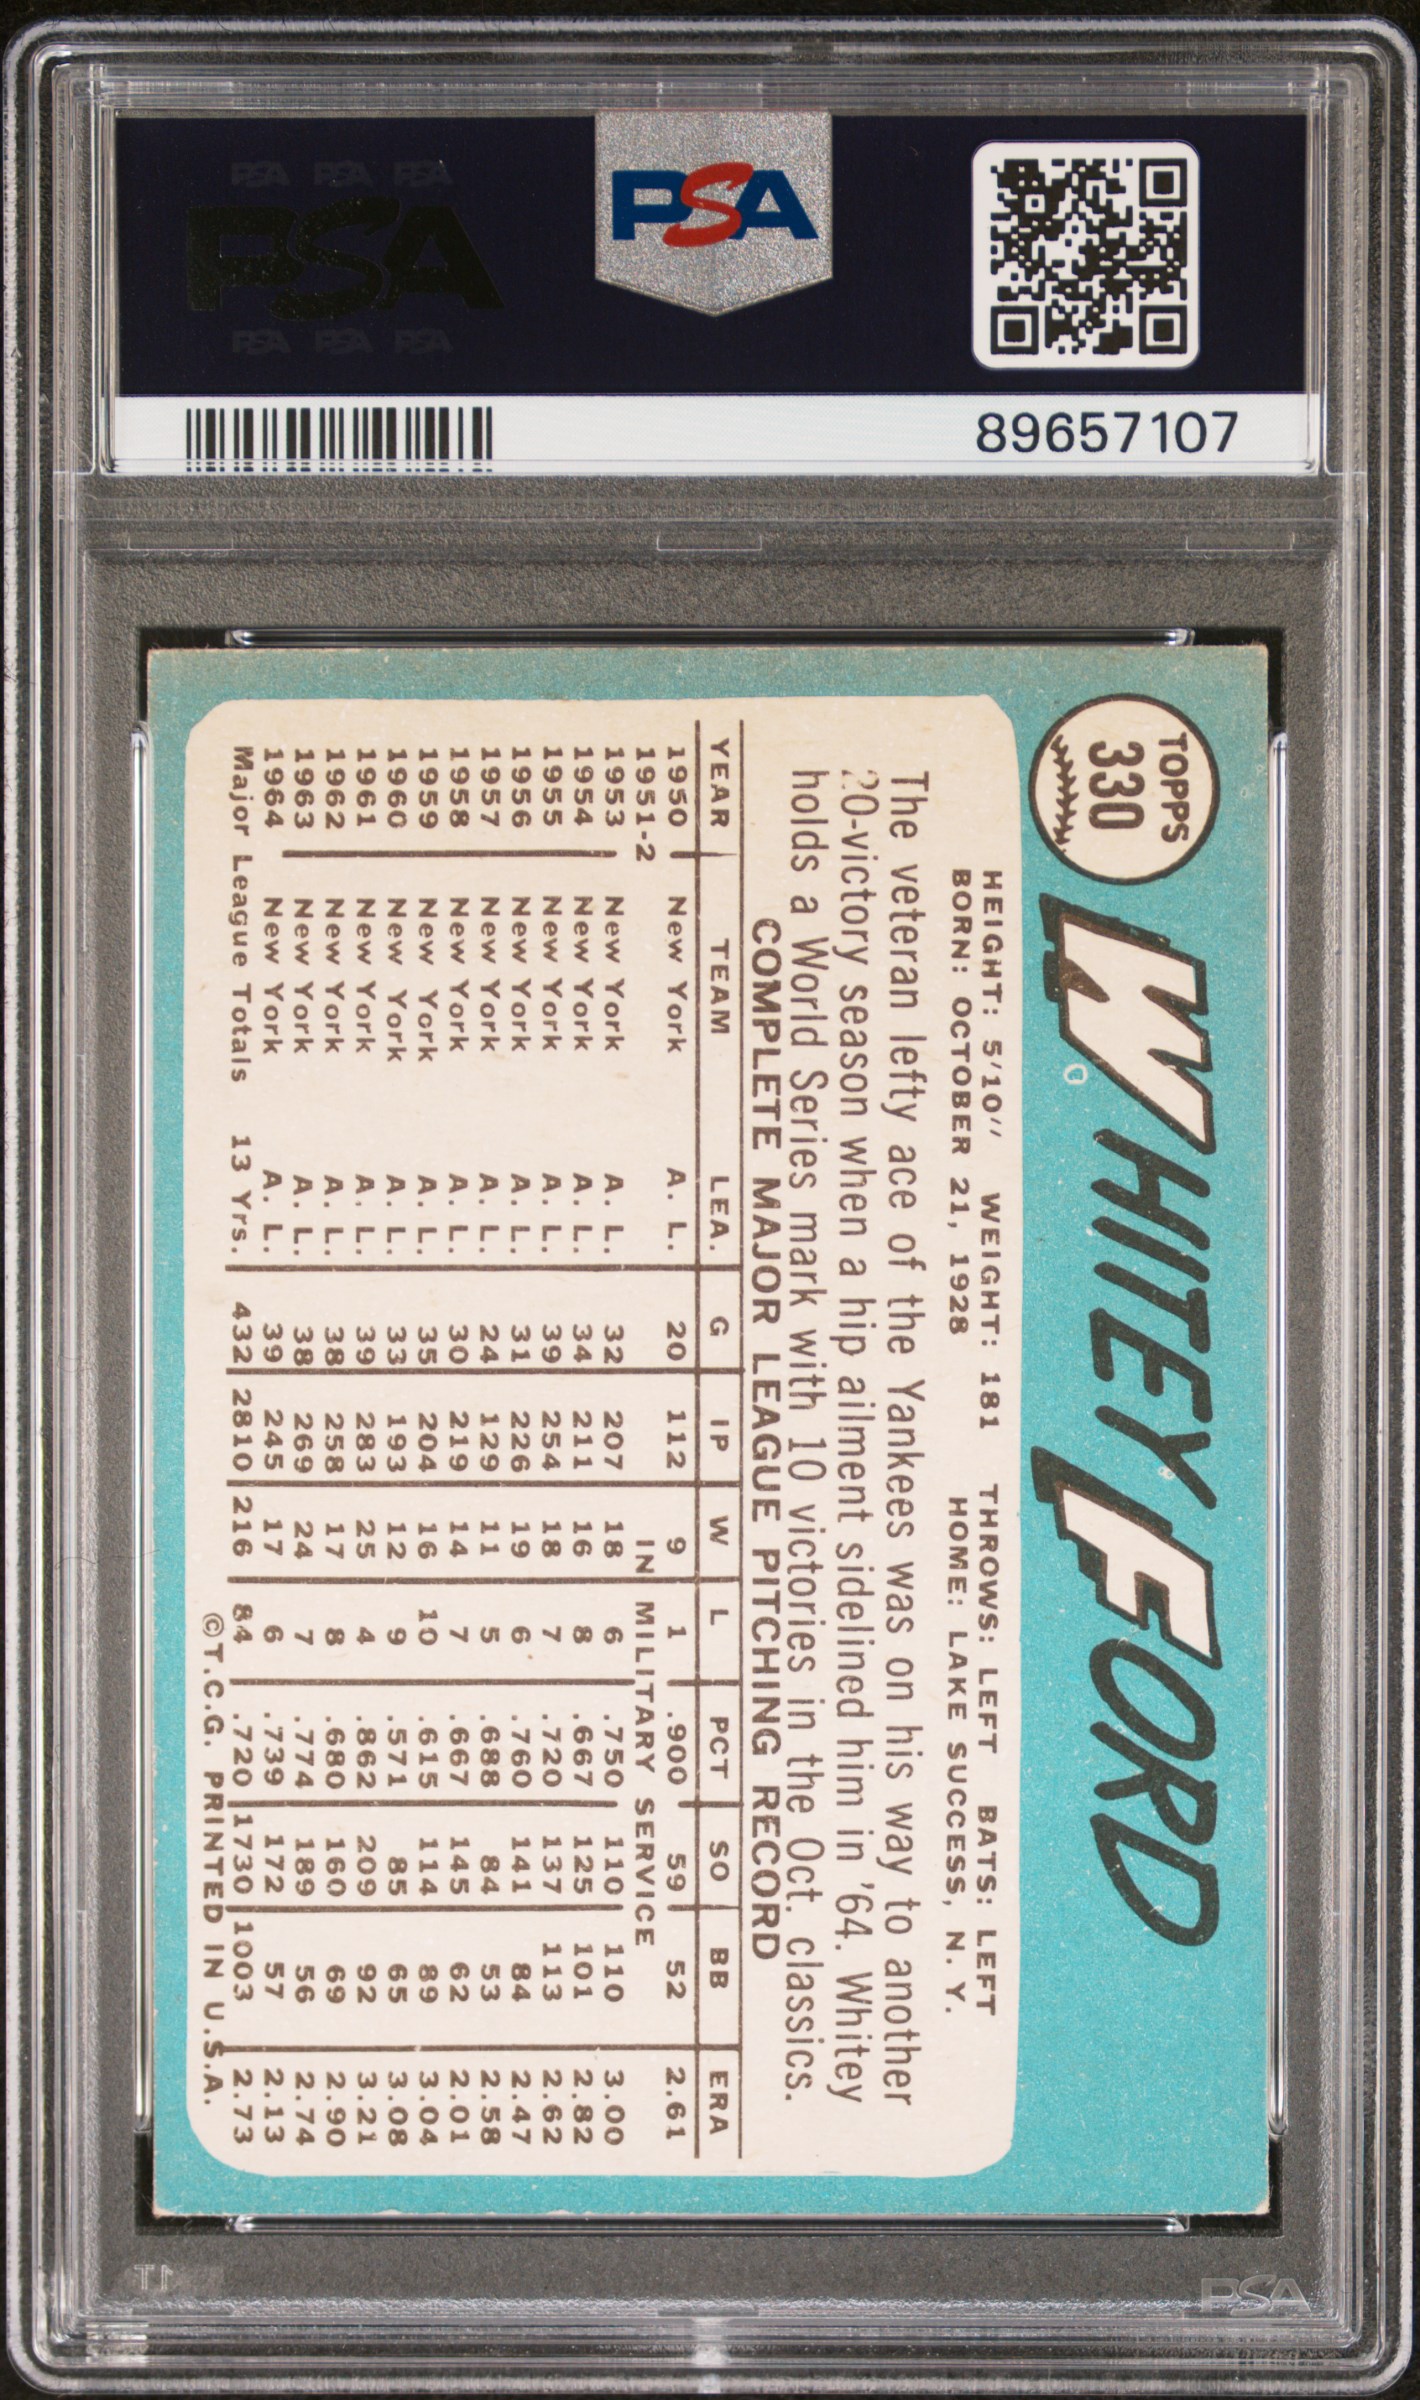 PSA PSA PSA
PSA
PSA PSA PSA
PSA
89657107
TOPPS
330
WHITEY FORD
HEIGHT: 5'10" WEIGHT: 181 THROWS: LEFT BATS: LEFT
BORN: OCTOBER 21, 1928 HOME: LAKE SUCCESS, N. Y.
The veteran lefty ace of the Yankees was on his way to another
20-victory season when a hip ailment sidelined him in '64. Whitey
holds a World Series mark with 10 victories in the Oct. classics.
COMPLETE MAJOR LEAGUE PITCHING RECORD
YEAR TEAM LEA. G IP W L PCT SO BB ERA
1950 New York A. L. 20 112 9 1 .900 59 52 2.61
1951-2 IN MILITARY SERVICE
1953 New York A. L. 32 207 18 6 .750 110 110 3.00
1954 New York A. L. 34 211 16 8 .667 125 101 2.82
1955 New York A. L. 39 254 18 7 .720 137 113 2.62
1956 New York A. L. 31 226 19 6 .760 141 84 2.47
1957 New York A. L. 24 129 11 5 .688 84 53 2.58
1958 New York A. L. 30 219 14 7 .667 145 62 2.01
1959 New York A. L. 35 204 16 10 .615 114 89 3.04
1960 New York A. L. 33 193 12 9 .571 85 65 3.08
1961 New York A. L. 39 283 25 4 .862 209 92 3.21
1962 New York A. L. 38 258 17 8 .680 160 69 2.90
1963 New York A. L. 38 269 24 7 .774 189 56 2.74
1964 New York A. L. 39 245 17 6 .739 172 57 2.13
Major League Totals 13 Yrs. 432 2810 216 84 .720 1730 1003 2.73
©T.C.G. PRINTED IN U.S.A.
PSA